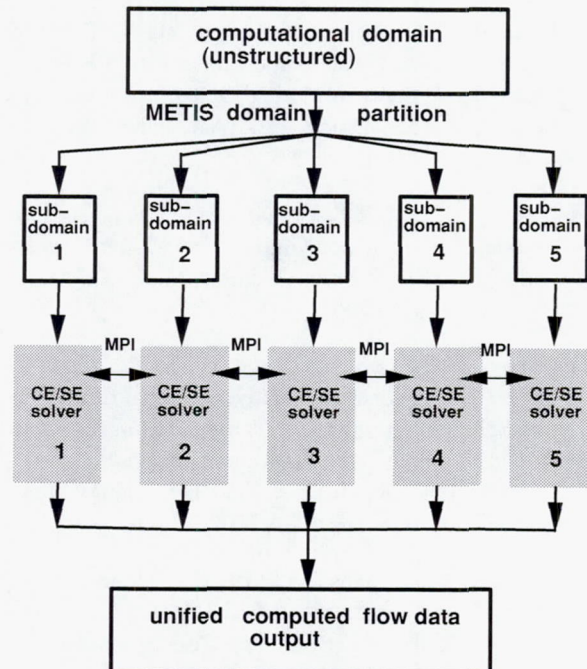 computational domain
(unstructured)
METIS domain partition
sub-
domain
1
sub-
domain
2
sub-
domain
3
sub-
domain
4
sub-
domain
5
MPI
MPI
MPI
MPI
CE/SE
solver
1
CE/SE
solver
2
CE/SE
solver
3
CE/SE
solver
4
CE/SE
solver
5
unified computed flow data
output